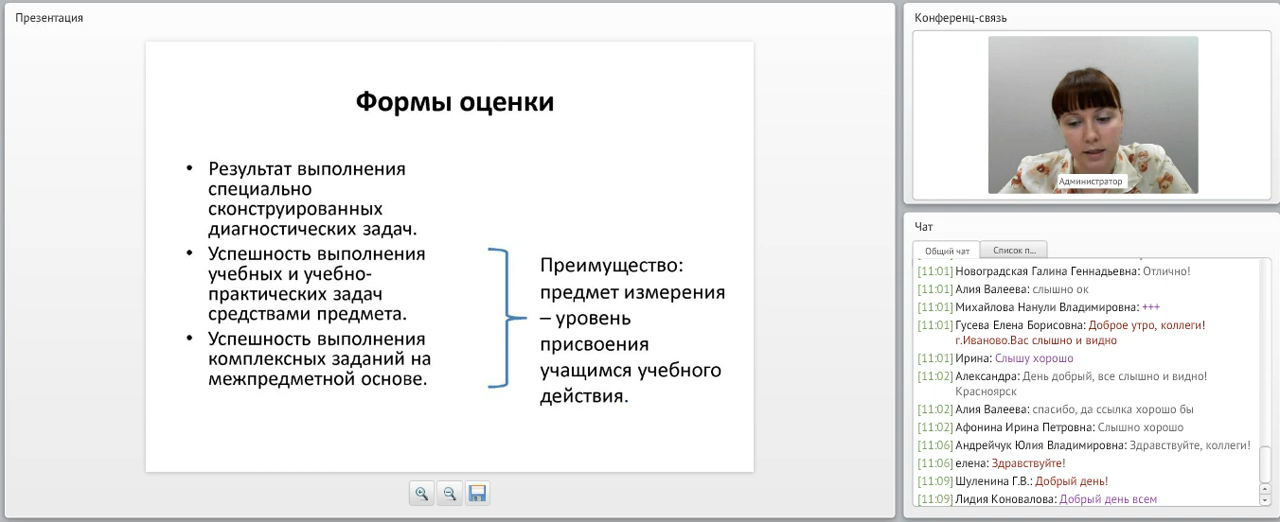 Презентация
Формы оценки
• Результат выполнения
специально
сконструированных
диагностических задач.
• Успешность выполнения
учебных и учебно-
практических задач
средствами предмета.
• Успешность выполнения
комплексных заданий на
межпредметной основе.
Преимущество:
предмет измерения
– уровень
присвоения
учащимся учебного
действия.
Конференц-связь
Администратор
Чат
Общий чат
Список п...
[11:01] Новоградская Галина Геннадьевна: Отлично!
[11:01] Алия Валеева: слышно ок
[11:01] Михайлова Нанули Владимировна: +++
[11:01] Гусева Елена Борисовна: Доброе утро, коллеги!
г.Иваново.Вас слышно и видно
[11:01] Ирина: Слышу хорошо
[11:02] Александра: День добрый, все слышно и видно!
Красноярск
[11:02] Алия Валеева: спасибо, да ссылка хорошо бы
[11:02] Афонина Ирина Петровна: Слышно хорошо
[11:06] Андрейчук Юлия Владимировна: Здравствуйте, коллеги!
[11:06] елена: Здравствуйте!
[11:09] Шуленина Г.В.: Добрый день!
[11:09] Лидия Коновалова: Добрый день всем